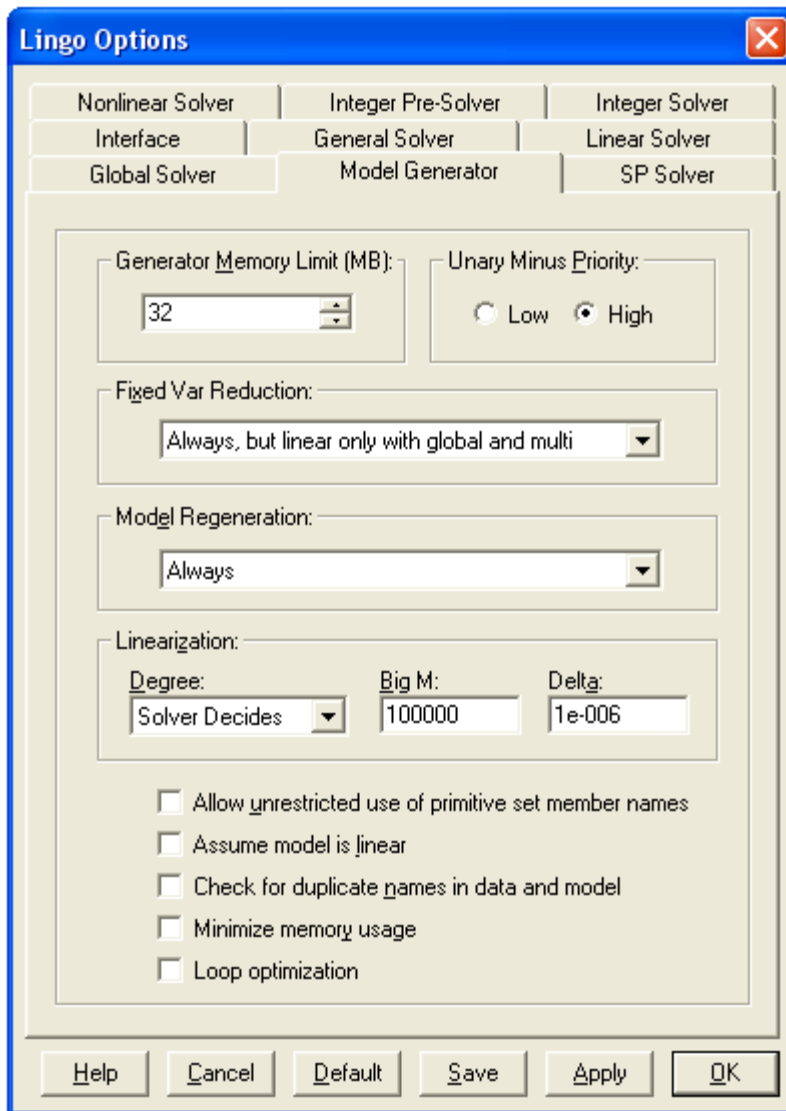 Lingo Options
Nonlinear Solver Integer Pre-Solver Integer Solver
Interface General Solver Linear Solver
Global Solver Model Generator SP Solver
Generator Memory Limit (MB): Unary Minus Priority:
32 Low High
Fixed Var Reduction:
Always, but linear only with global and multi
Model Regeneration:
Always
Linearization:
Degree: Big M: Delta:
Solver Decides 100000 1e-006
Allow unrestricted use of primitive set member names
Assume model is linear
Check for duplicate names in data and model
Minimize memory usage
Loop optimization
Help Cancel Default Save Apply OK